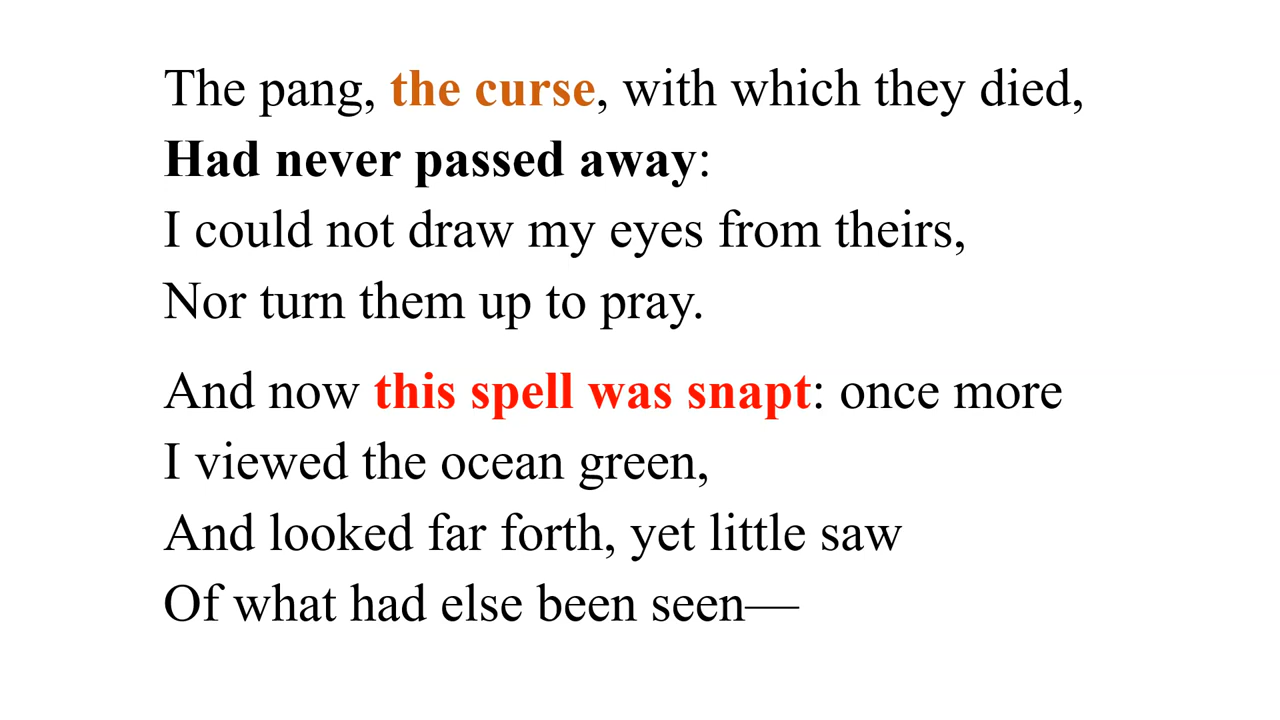 The pang, the curse, with which they died,
Had never passed away:
I could not draw my eyes from theirs,
Nor turn them up to pray.
And now this spell was snapt: once more
I viewed the ocean green,
And looked far forth, yet little saw
Of what had else been seen—